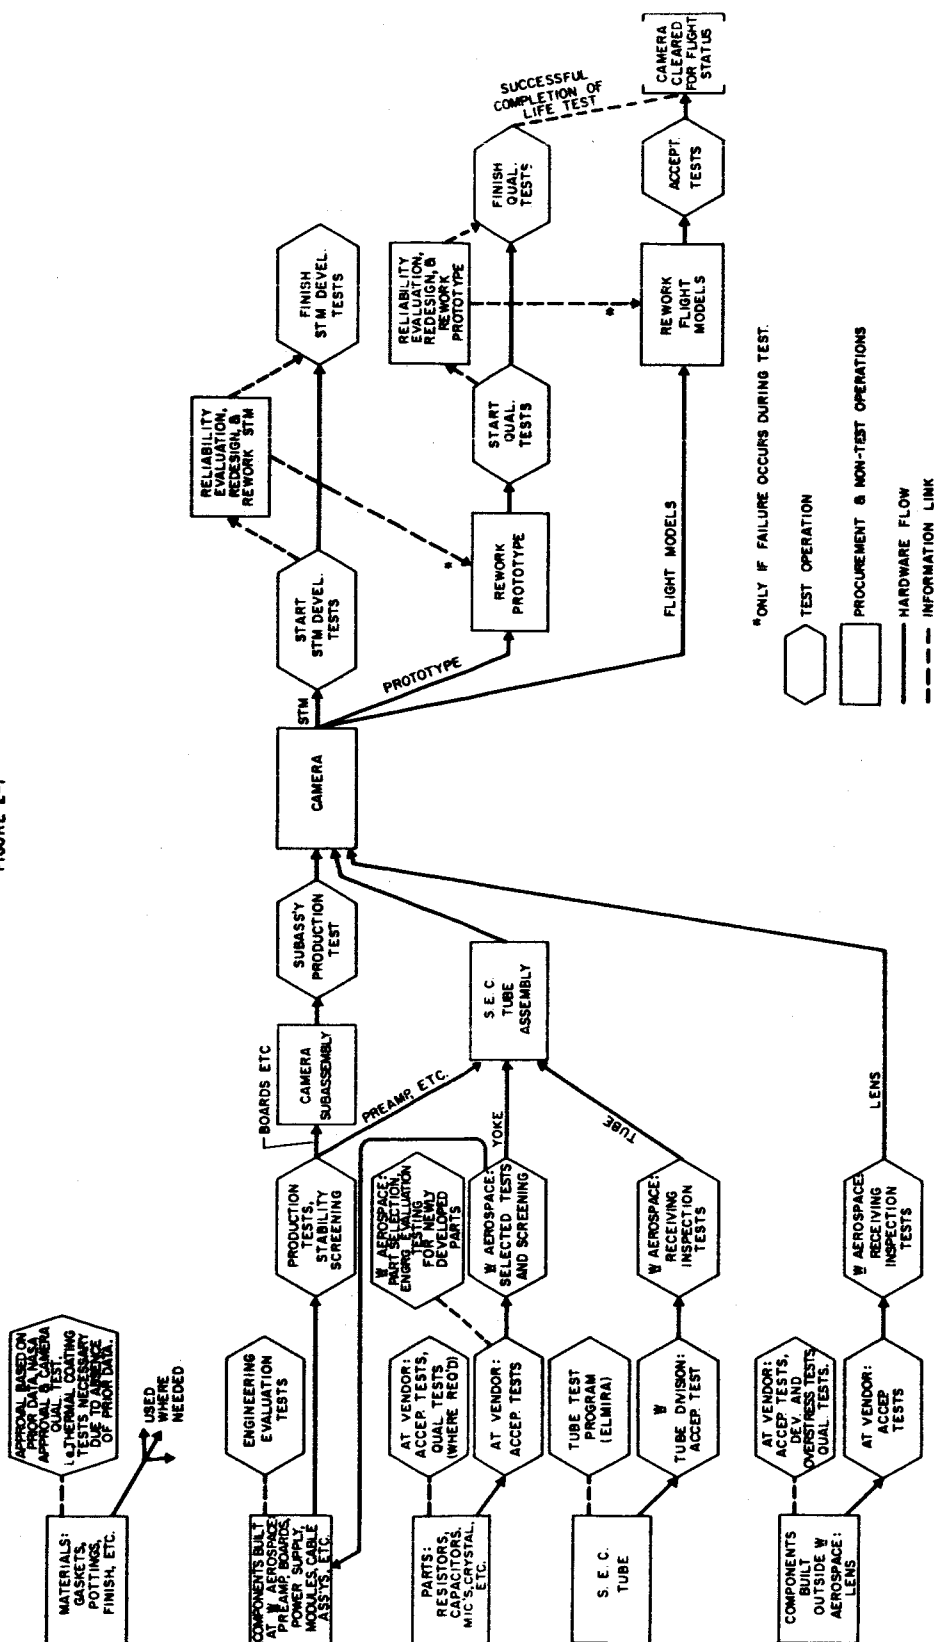 FIGURE E-1
MATERIALS:
GASKETS,
POTTINGS,
FINISH, ETC.
APPROVAL BASED ON
PRIOR DATA, NASA
APPROVAL & CAMERA
QUAL TEST.
(i.e. THERMAL COATING
TESTS NECESSARY
DUE TO ABSENCE
OF PRIOR DATA.
USED
WHERE
NEEDED
COMPONENTS BUILT
AT W AEROSPACE:
PREAMP, BOARDS,
POWER SUPPLY,
MODULES, CABLE
ASS'YS, ETC.
ENGINEERING
EVALUATION
TESTS
PRODUCTION
TESTS,
STABILITY
SCREENING
BOARDS ETC
CAMERA
SUBASSEMBLY
SUBASS'Y
PRODUCTION
TEST
CAMERA
STM
START
STM DEVEL.
TESTS
RELIABILITY
EVALUATION,
REDESIGN, &
REWORK STM
FINISH
STM DEVEL.
TESTS
PARTS:
RESISTORS,
CAPACITORS.
MIC'S, CRYSTAL,
ETC.
AT VENDOR:
ACCEP. TESTS,
QUAL TESTS
(WHERE REQ'D)
AT VENDOR:
ACCEP. TESTS
W AEROSPACE:
PART SELECTION,
ENGRG EVALUATION
TESTING
FOR NEWLY
DEVELOPED
PARTS
W AEROSPACE:
SELECTED TESTS
AND SCREENING
PREAMP, ETC.
YOKE
TUBE
S. E. C.
TUBE
ASSEMBLY
PROTOTYPE
REWORK
PROTOTYPE
*
START
QUAL.
TESTS
RELIABILITY
EVALUATION,
REDESIGN, &
REWORK
PROTOTYPE
FINISH
QUAL.
TESTS
SUCCESSFUL
COMPLETION OF
LIFE TEST
S. E. C.
TUBE
TUBE TEST
PROGRAM
(ELMIRA)
W
TUBE DIVISION:
ACCEP. TEST
W AEROSPACE:
RECEIVING
INSPECTION
TESTS
FLIGHT MODELS
*
REWORK
FLIGHT
MODELS
ACCEPT.
TESTS
CAMERA
CLEARED
FOR FLIGHT
STATUS
COMPONENTS
BUILT
OUTSIDE W
AEROSPACE:
LENS
AT VENDOR:
ACCEP. TESTS,
DEV. AND
OVERSTRESS TESTS,
QUAL. TESTS.
AT VENDOR:
ACCEP
TESTS
W AEROSPACE:
RECEIVING
INSPECTION
TESTS
LENS
*ONLY IF FAILURE OCCURS DURING TEST.
TEST OPERATION
PROCUREMENT & NON-TEST OPERATIONS
HARDWARE FLOW
INFORMATION LINK